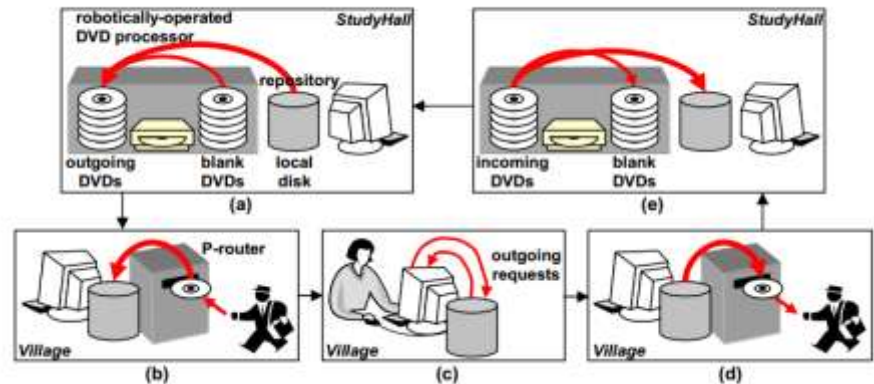 robotically-operated
DVD processor
StudyHall
repository
outgoing
DVDs
blank
DVDs
local
disk
(a)
StudyHall
incoming
DVDs
blank
DVDs
(e)
P-router
Village
(b)
outgoing
requests
Village
(c)
Village
(d)